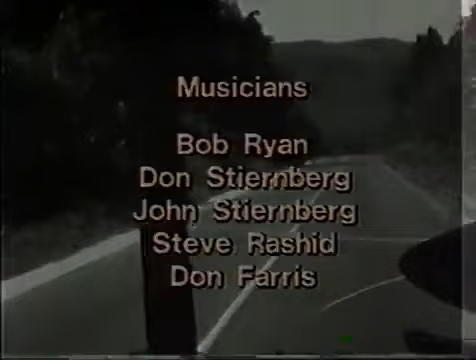 Musicians
Bob Ryan
Don Stiernberg
John Stiernberg
Steve Rashid
Don Farris